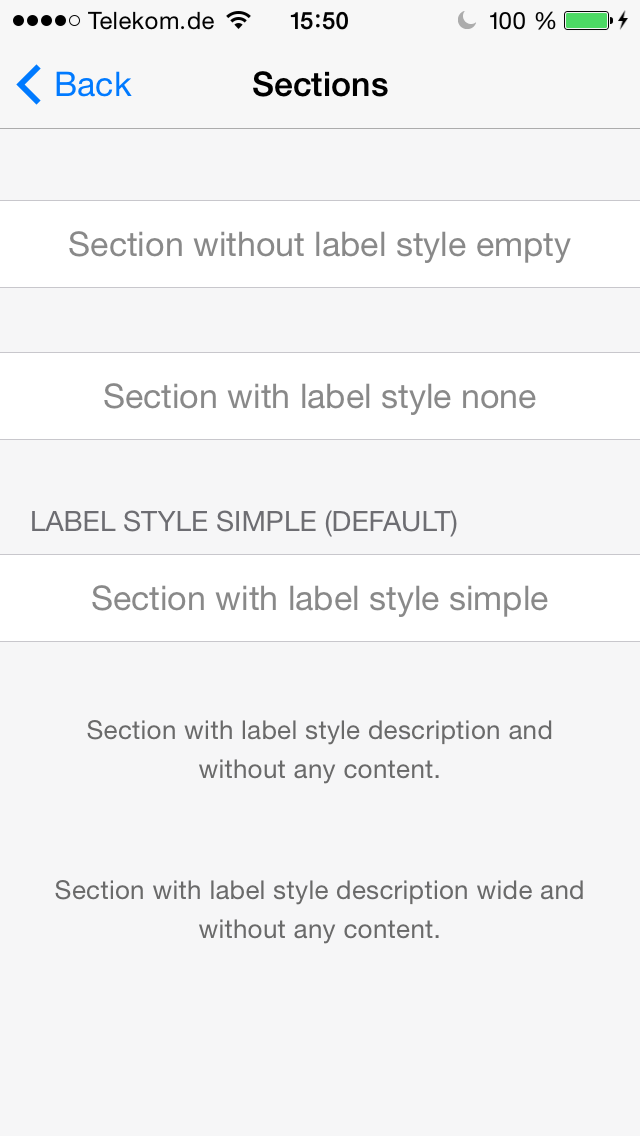 Telekom.de 15:50 100 %
Back Sections
Section without label style empty
Section with label style none
LABEL STYLE SIMPLE (DEFAULT)
Section with label style simple
Section with label style description and
without any content.
Section with label style description wide and
without any content.